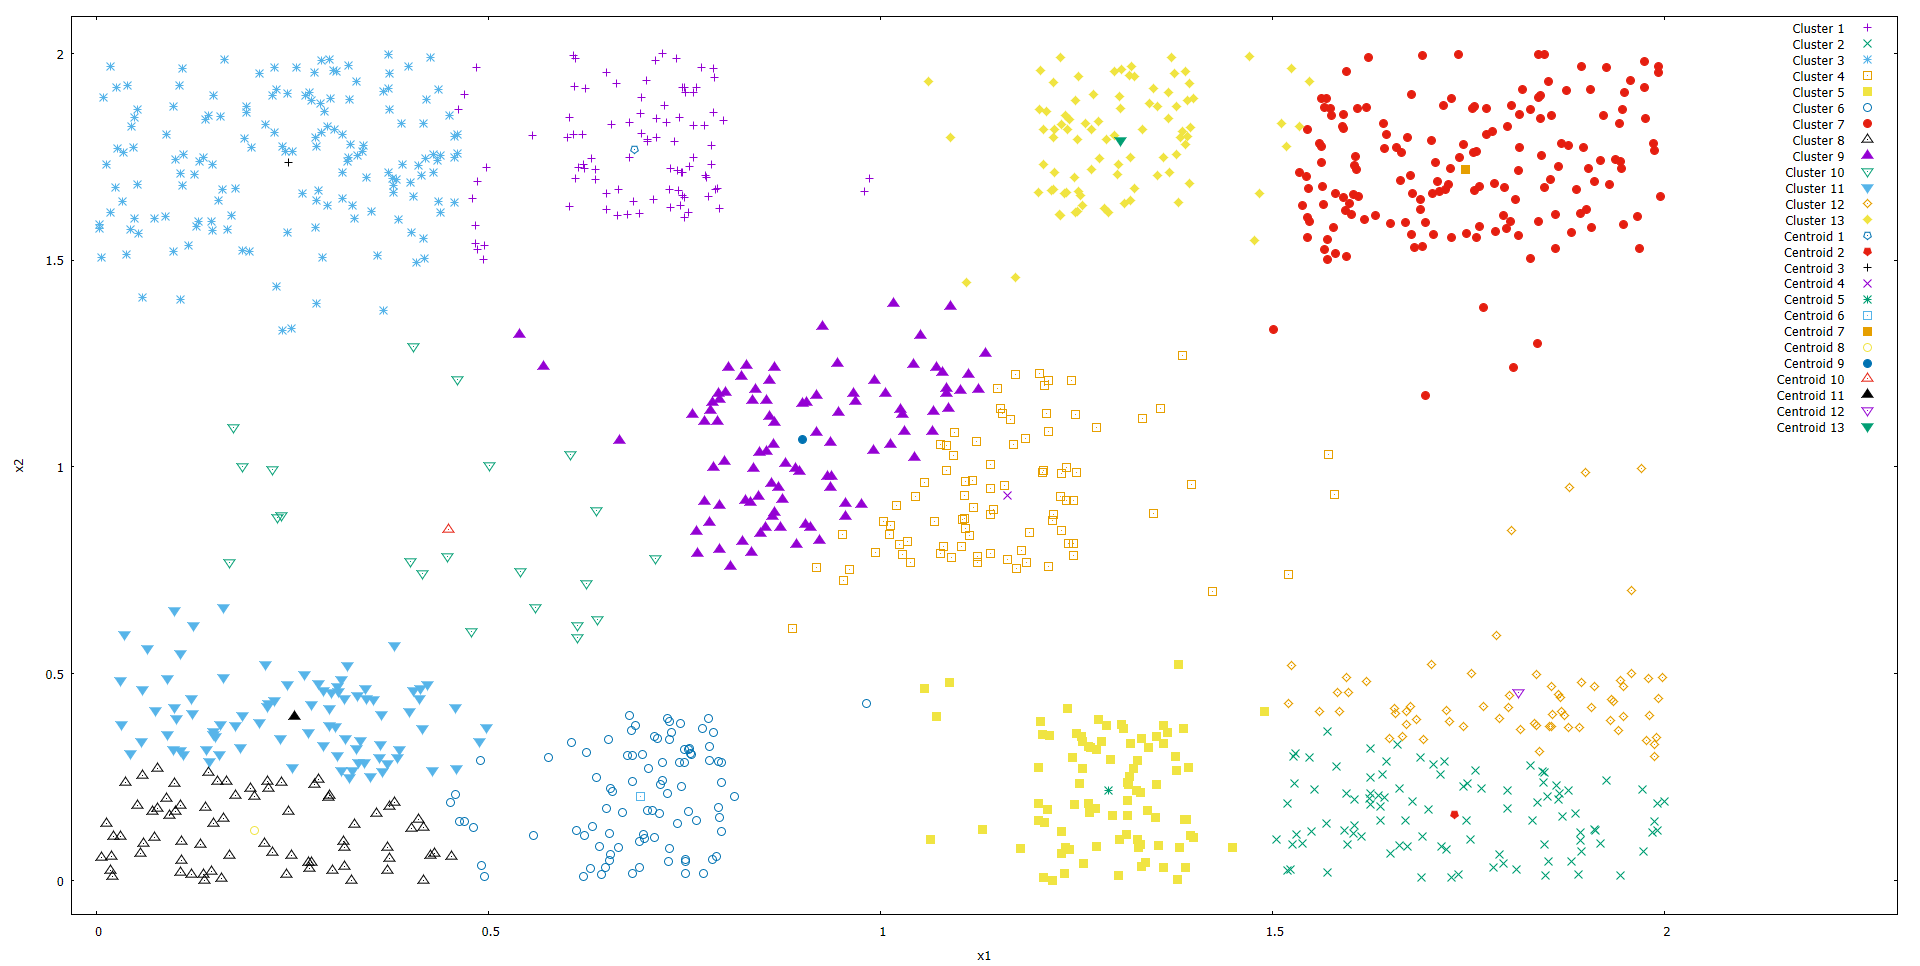 Cluster 1
Cluster 2
Cluster 3
Cluster 4
Cluster 5
Cluster 6
Cluster 7
Cluster 8
Cluster 9
Cluster 10
Cluster 11
Cluster 12
Cluster 13
Centroid 1
Centroid 2
Centroid 3
Centroid 4
Centroid 5
Centroid 6
Centroid 7
Centroid 8
Centroid 9
Centroid 10
Centroid 11
Centroid 12
Centroid 13
2
1.5
x2
1
0.5
0
0 0.5 1 1.5 2
x1